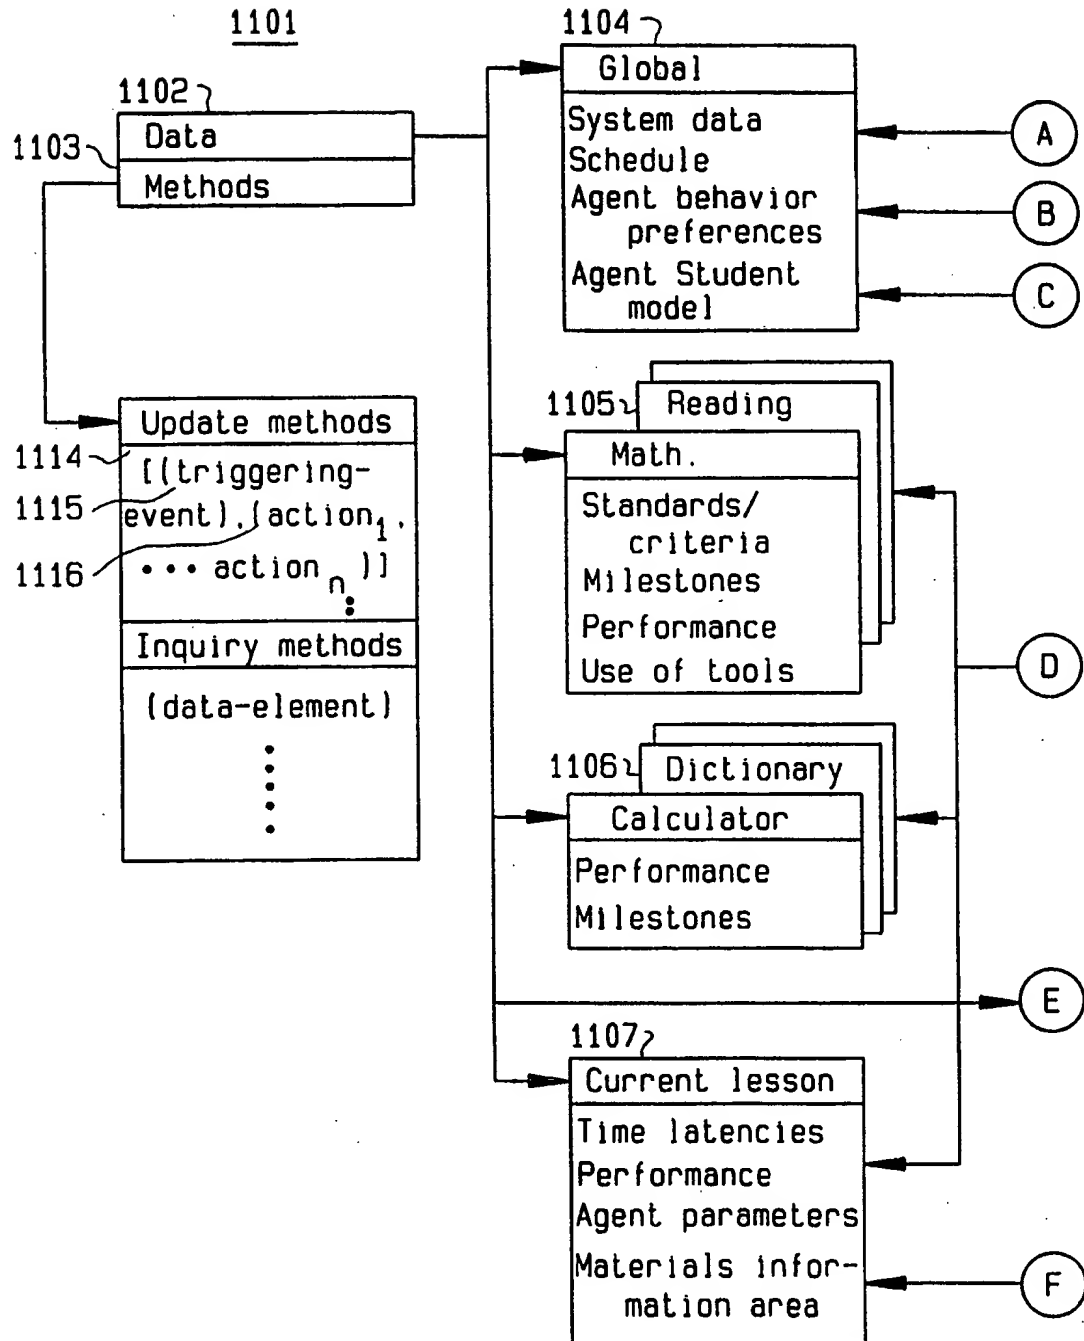 1101
1102
Data
1103
Methods
Update methods
1114
[((triggering-
1115
event),(action1,
1116
••• action n )]]
Inquiry methods
(data-element)
1104
Global
System data
Schedule
Agent behavior
preferences
Agent Student
model
A
B
C
1105
Reading
Math.
Standards/
criteria
Milestones
Performance
Use of tools
D
1106
Dictionary
Calculator
Performance
Milestones
E
1107
Current lesson
Time latencies
Performance
Agent parameters
Materials infor-
mation area
F